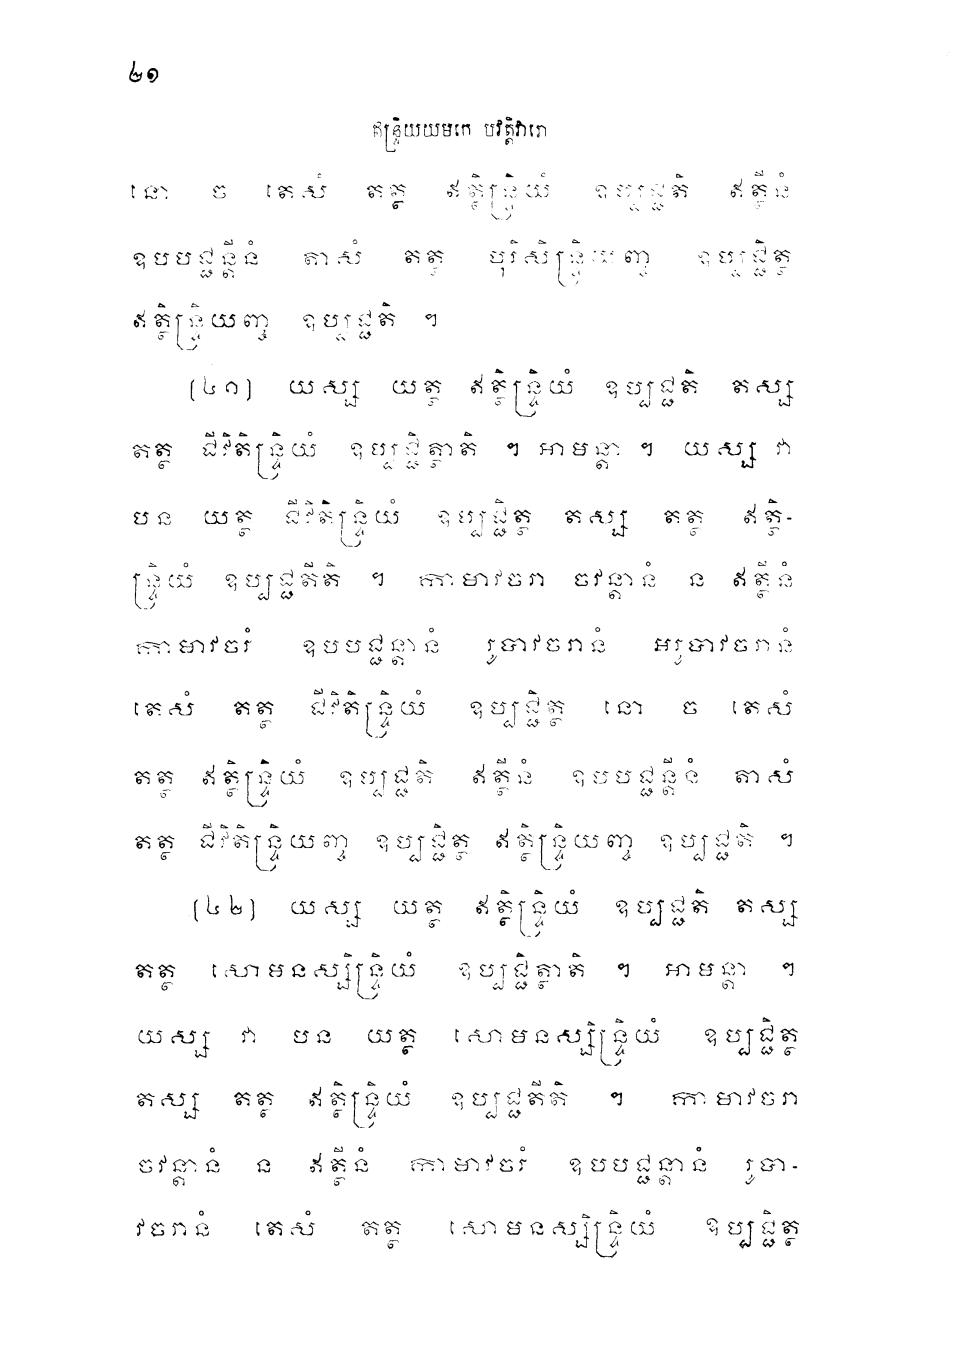 ៤១
ឥន្ទ្រិយយមកេ បវត្តិវារោ
នោ ច តេសំ តត្ថ ឥត្ថិន្ទ្រិយំ ឧប្បជ្ជតិ ឥត្ថីនំ
ឧបបជ្ជន្តីនំ តាសំ តត្ថ បុរិសិន្ទ្រិយញ្ច ឧប្បជ្ជិត្ថ
ឥត្ថិន្ទ្រិយញ្ច ឧប្បជ្ជតិ ។
(៤១) យស្ស យត្ថ ឥត្ថិន្ទ្រិយំ ឧប្បជ្ជតិ តស្ស
តត្ថ ជីវិតិន្ទ្រិយំ ឧប្បជ្ជិត្ថាតិ ។ អាមន្តា ។ យស្ស វា
បន យត្ថ ជីវិតិន្ទ្រិយំ ឧប្បជ្ជិត្ថ តស្ស តត្ថ ឥត្ថិ-
ន្ទ្រិយំ ឧប្បជ្ជតីតិ ។ កាមាវចរា ចវន្តានំ ន ឥត្ថីនំ
កាមាវចរំ ឧបបជ្ជន្តានំ រូបាវចរានំ អរូបាវចរានំ
តេសំ តត្ថ ជីវិតិន្ទ្រិយំ ឧប្បជ្ជិត្ថ នោ ច តេសំ
តត្ថ ឥត្ថិន្ទ្រិយំ ឧប្បជ្ជតិ ឥត្ថីនំ ឧបបជ្ជន្តីនំ តាសំ
តត្ថ ជីវិតិន្ទ្រិយញ្ច ឧប្បជ្ជិត្ថ ឥត្ថិន្ទ្រិយញ្ច ឧប្បជ្ជតិ ។
(៤២) យស្ស យត្ថ ឥត្ថិន្ទ្រិយំ ឧប្បជ្ជតិ តស្ស
តត្ថ សោមនស្សិន្ទ្រិយំ ឧប្បជ្ជិត្ថាតិ ។ អាមន្តា ។
យស្ស វា បន យត្ថ សោមនស្សិន្ទ្រិយំ ឧប្បជ្ជិត្ថ
តស្ស តត្ថ ឥត្ថិន្ទ្រិយំ ឧប្បជ្ជតីតិ ។ កាមាវចរា
ចវន្តានំ ន ឥត្ថីនំ កាមាវចរំ ឧបបជ្ជន្តានំ រូបា-
វចរានំ តេសំ តត្ថ សោមនស្សិន្ទ្រិយំ ឧប្បជ្ជិត្ថ